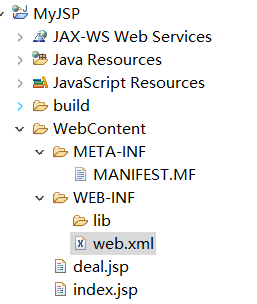 MyJSP
JAX-WS Web Services
Java Resources
JavaScript Resources
build
WebContent
META-INF
MANIFEST.MF
WEB-INF
lib
web.xml
deal.jsp
index.jsp